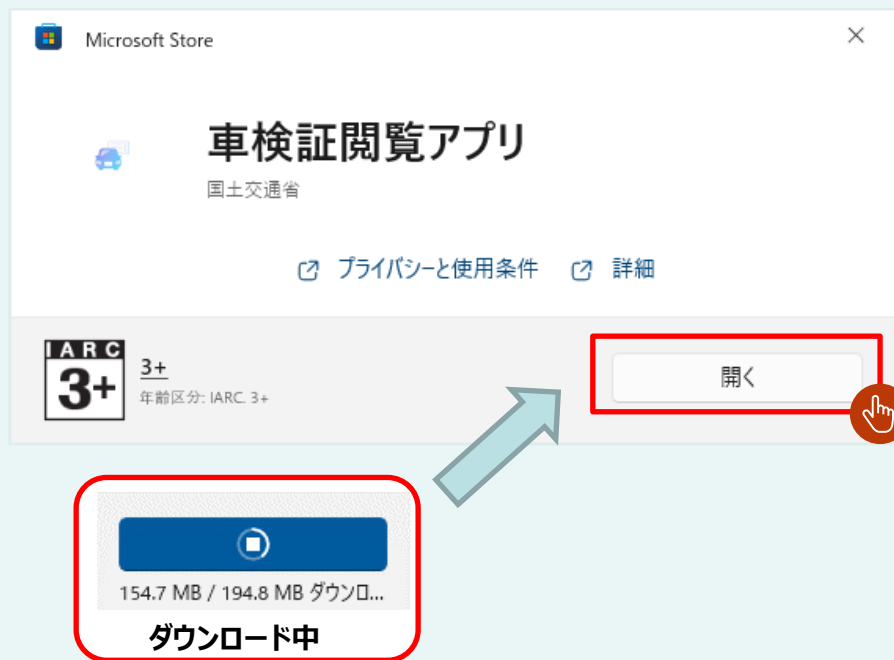 Microsoft Store
車検証閲覧アプリ
国土交通省
プライバシーと使用条件 詳細
IARC
3+
3+
年齢区分: IARC. 3+
開く
154.7 MB / 194.8 MB ダウンロ...
ダウンロード中